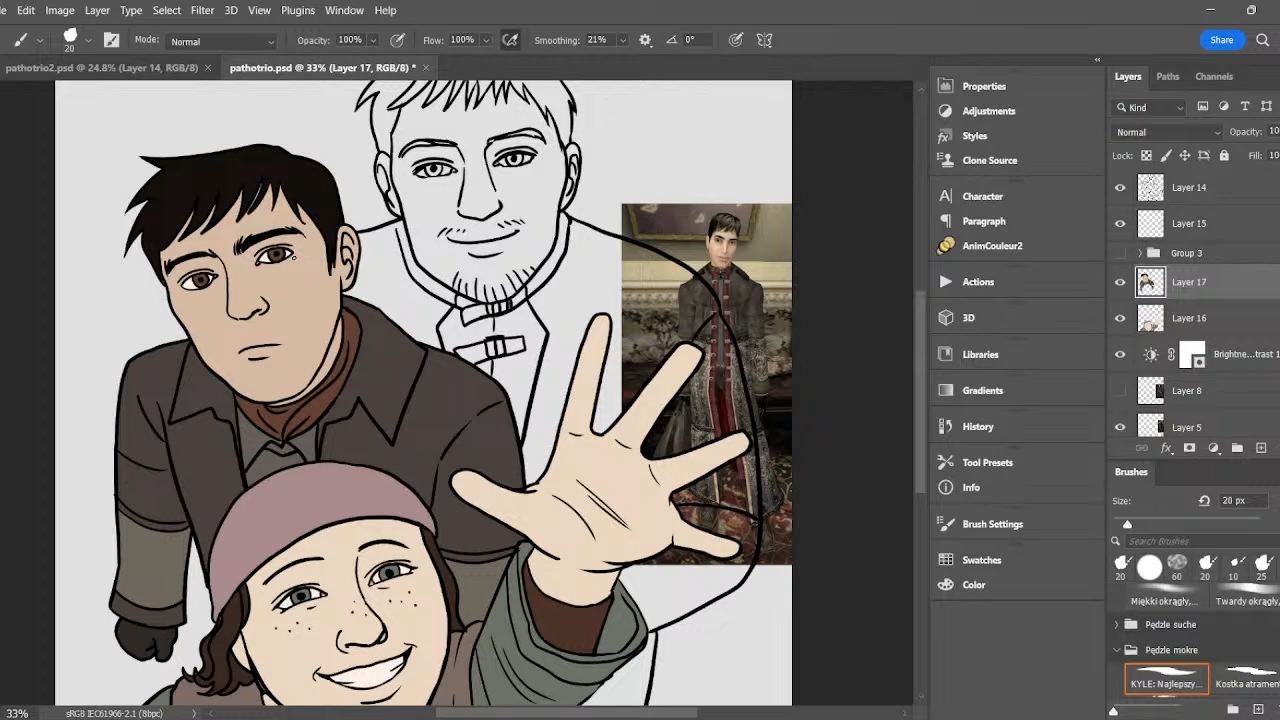 Edit Image Layer Type Select Filter 3D View Plugins Window Help
20 Mode: Normal Opacity: 100% Flow: 100% Smoothing: 21% 0° Share
pathotrio2.psd @ 24.8% (Layer 14, RGB/8) × pathotrio.psd @ 33% (Layer 17, RGB/8) * ×
Properties
Adjustments
Styles
Clone Source
Character
Paragraph
AnimCouleur2
Actions
3D
Libraries
Gradients
History
Tool Presets
Info
Brush Settings
Swatches
Color
Layers Paths Channels
Kind
Normal Opacity: 10
Lock: Fill: 10
Layer 14
Layer 15
Group 3
Layer 17
Layer 16
Brightne...trast 1
Layer 8
Layer 5
Brushes
Size: 20 px
Search Brushes
20 60 20 10 25
Miękki okrągły,... Twardy okrągły,
Pędzle suche
Pędzle mokre
KYLE: Najlepszy... Kostka atrament
33% sRGB IEC61966-2.1 (8bpc)